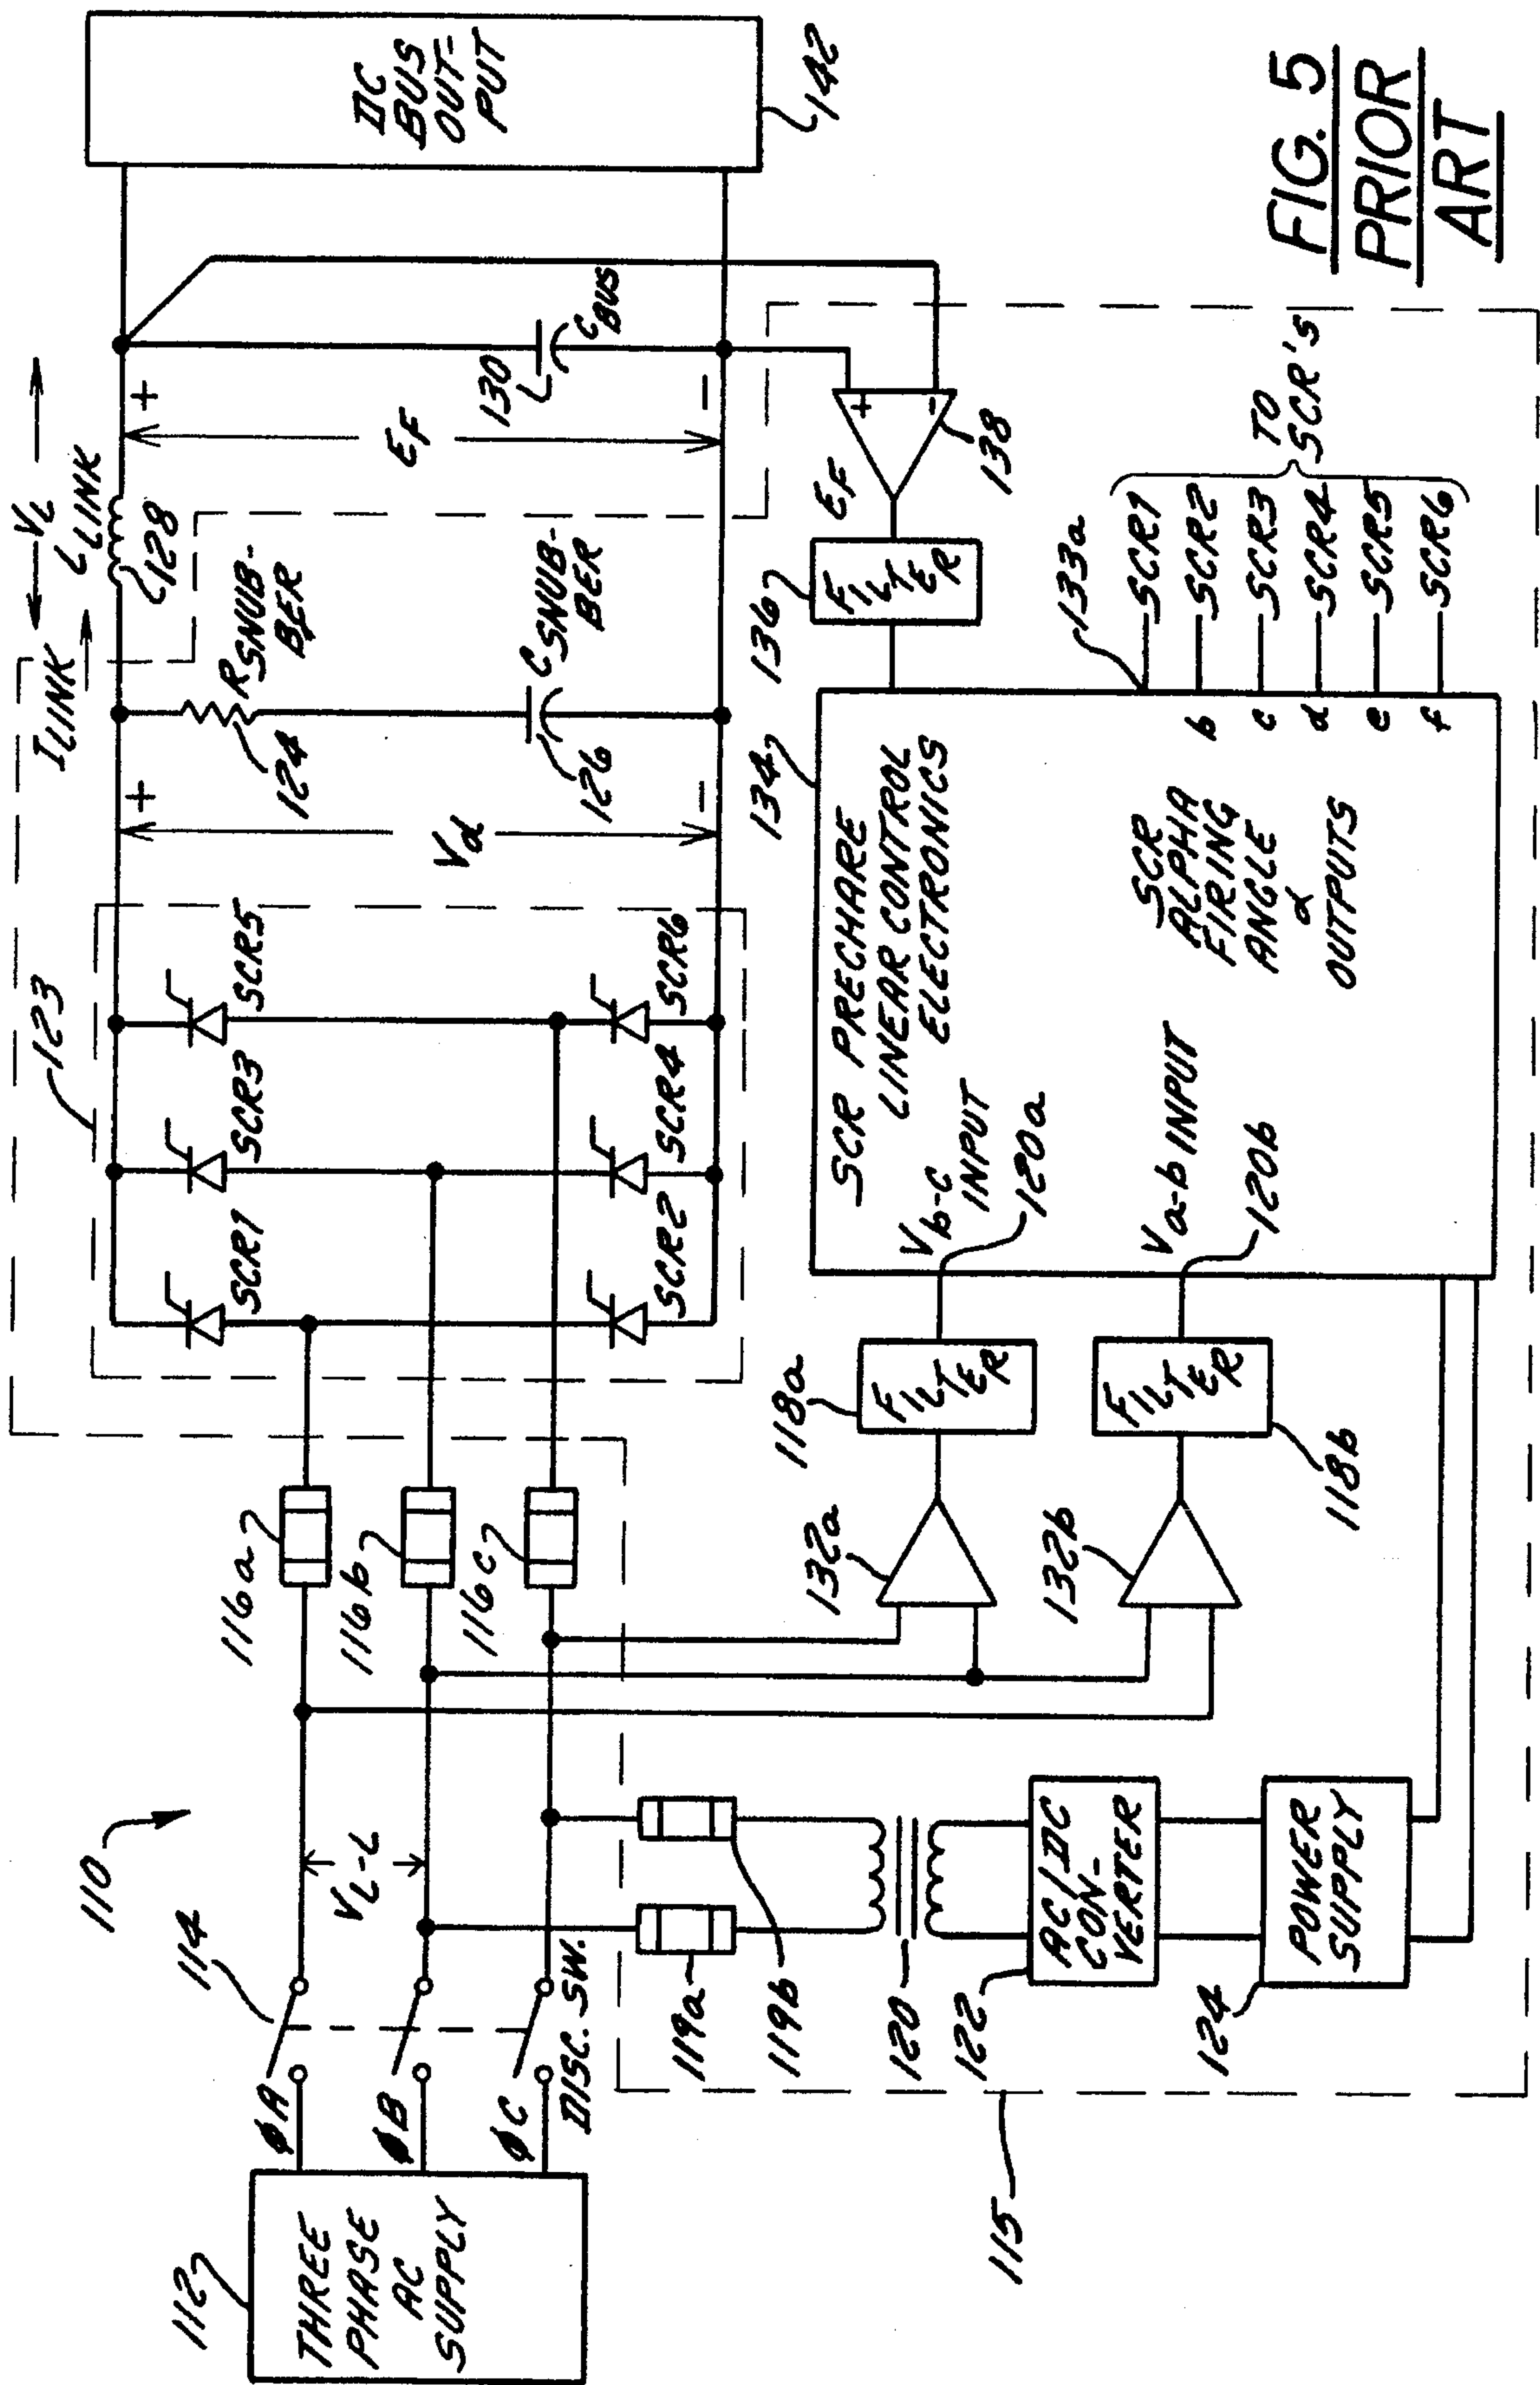 110
112
THREE
PHASE
AC
SUPPLY
ΦA
ΦB
ΦC
114
DISC. SW.
VL-L
116a
116b
116c
123
SCR1
SCR3
SCR5
SCR2
SCR4
SCR6
Vd
+
−
ILINK
RSNUB-
BER
124
CSNUB-
BER
126
VL
LLINK
128
+
EF
−
130
CBUS
DC
BUS
OUT-
PUT
142
115
119a
119b
120
122
AC/DC
CON-
VERTER
124
POWER
SUPPLY
132a
132b
118a
FILTER
118b
FILTER
134
SCR PRECHARE
LINEAR CONTROL
ELECTRONICS
Vb-c
INPUT
120a
Va-b INPUT
120b
SCR
ALPHA
FIRING
ANGLE
α
OUTPUTS
136
FILTER
EF
+
-
138
133a
b
c
d
e
f
SCR1
SCR2
SCR3
SCR4
SCR5
SCR6
TO
SCR'S
FIG. 5
PRIOR
ART